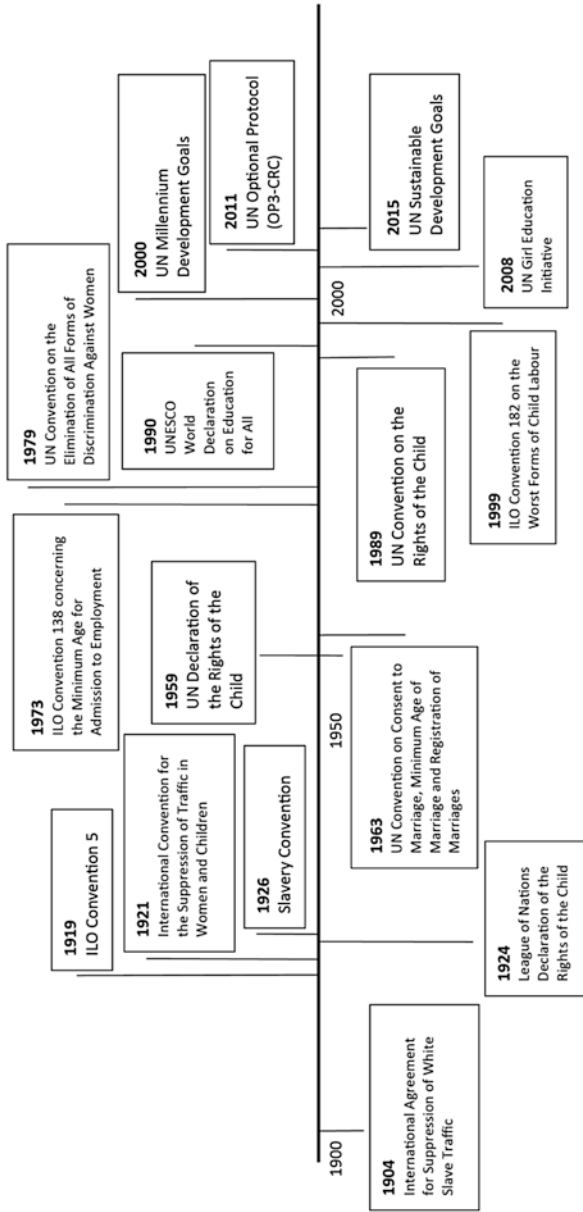 1919
ILO Convention 5
1921
International Convention for
the Suppression of Traffic in
Women and Children
1926
Slavery Convention
1973
ILO Convention 138 concerning
the Minimum Age for
Admission to Employment
1959
UN Declaration of
the Rights of the
Child
1979
UN Convention on the
Elimination of All Forms of
Discrimination Against Women
1990
UNESCO
World
Declaration
on Education
for All
2000
UN Millennium
Development Goals
2011
UN Optional Protocol
(OP3-CRC)
1900
1950
2000
1904
International Agreement
for Suppression of White
Slave Traffic
1924
League of Nations
Declaration of the
Rights of the Child
1963
UN Convention on Consent to
Marriage, Minimum Age of
Marriage and Registration of
Marriages
1989
UN Convention on the
Rights of the Child
1999
ILO Convention 182 on the
Worst Forms of Child Labour
2015
UN Sustainable
Development Goals
2008
UN Girl Education
Initiative